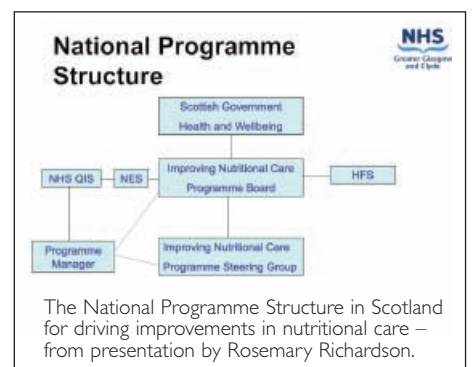 National Programme
Structure
NHS
Greater Glasgow
and Clyde
Scottish Government
Health and Wellbeing
NHS QIS
NES
Improving Nutritional Care
Programme Board
HFS
Programme
Manager
Improving Nutritional Care
Programme Steering Group
The National Programme Structure in Scotland
for driving improvements in nutritional care –
from presentation by Rosemary Richardson.